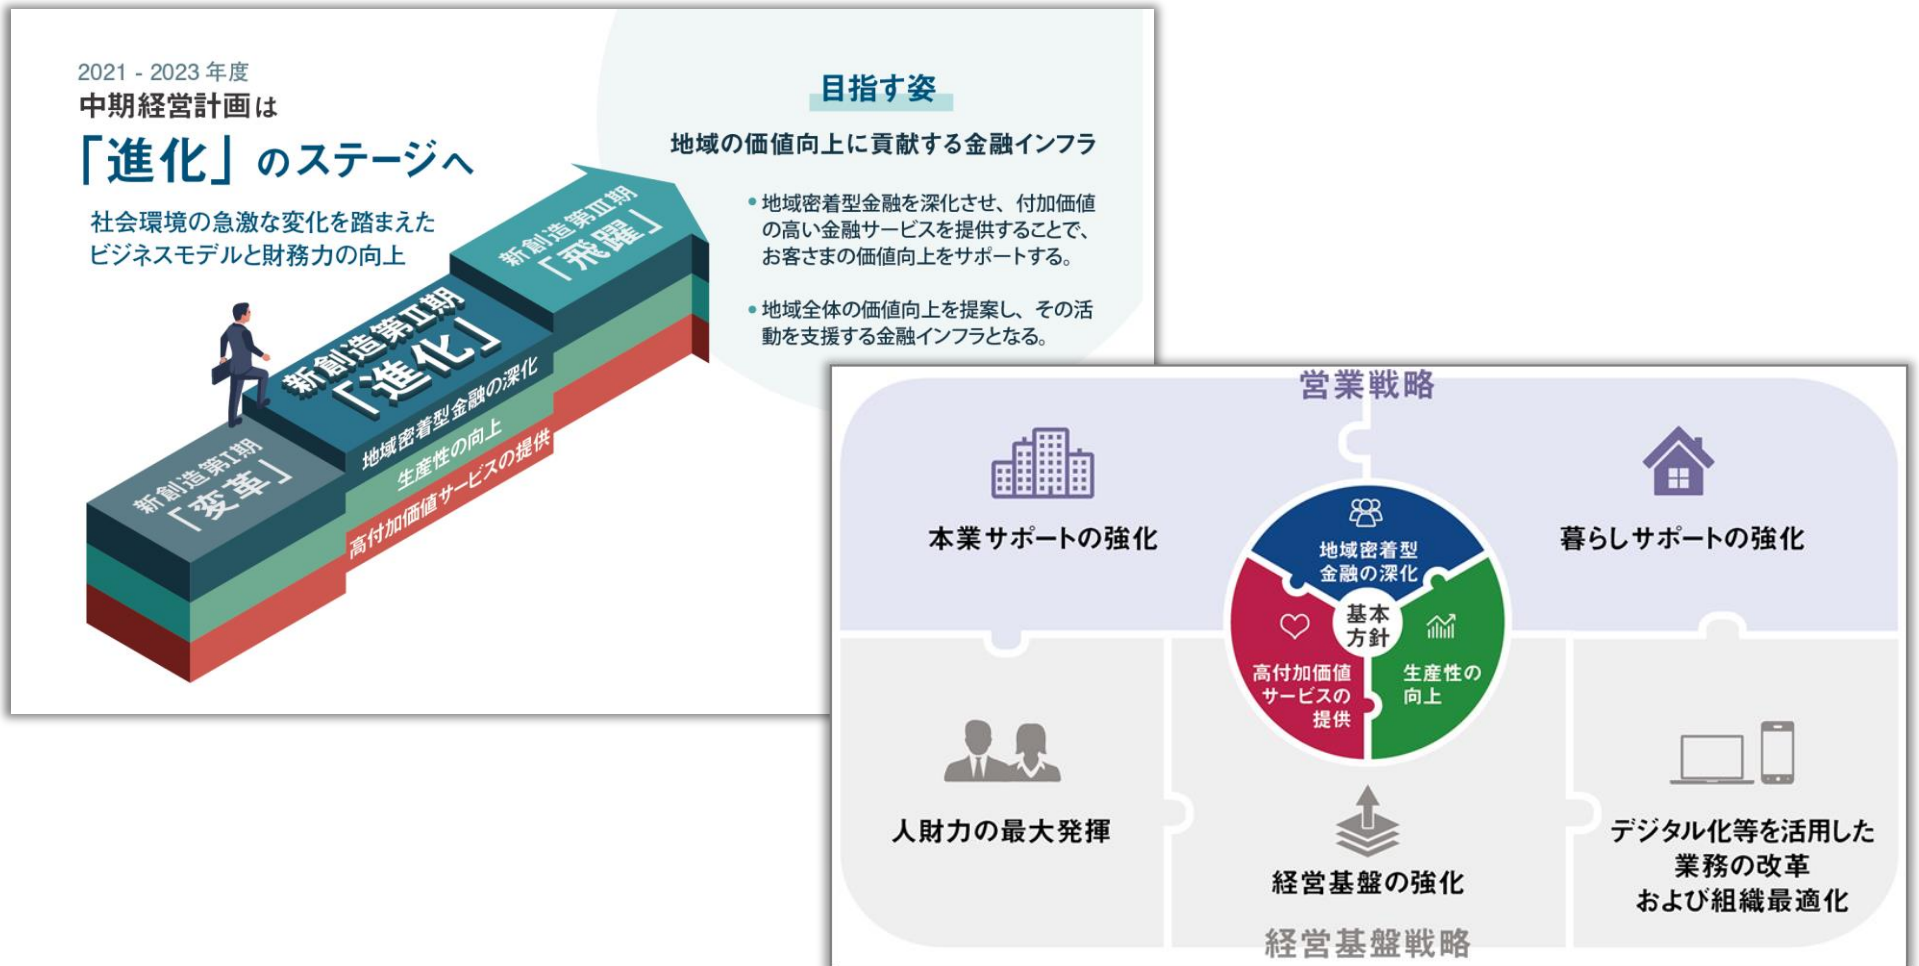 2021 - 2023 年度
中期経営計画は
「進化」のステージへ
社会環境の急激な変化を踏まえた
ビジネスモデルと財務力の向上
新創造第Ⅲ期
「飛躍」
新創造第Ⅱ期
「進化」
新創造第Ⅰ期
「変革」
地域密着型金融の深化
生産性の向上
高付加価値サービスの提供
目指す姿
地域の価値向上に貢献する金融インフラ
•地域密着型金融を深化させ、付加価値
の高い金融サービスを提供することで、
お客さまの価値向上をサポートする。
•地域全体の価値向上を提案し、その活
動を支援する金融インフラとなる。
営業戦略
本業サポートの強化
暮らしサポートの強化
地域密着型
金融の深化
基本
方針
高付加価値
サービスの
提供
生産性の
向上
人財力の最大発揮
経営基盤の強化
デジタル化等を活用した
業務の改革
および組織最適化
経営基盤戦略